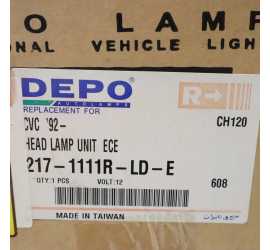 O LAMP
ONAL VEHICLE LIGH
DEPO
AUTO LAMPS
REPLACEMENT FOR
R
CVC '92-
CH120
HEAD LAMP UNIT ECE
217-1111R-LD-E
QTY:1 PCS VOLT:12
608
MADE IN TAIWAN